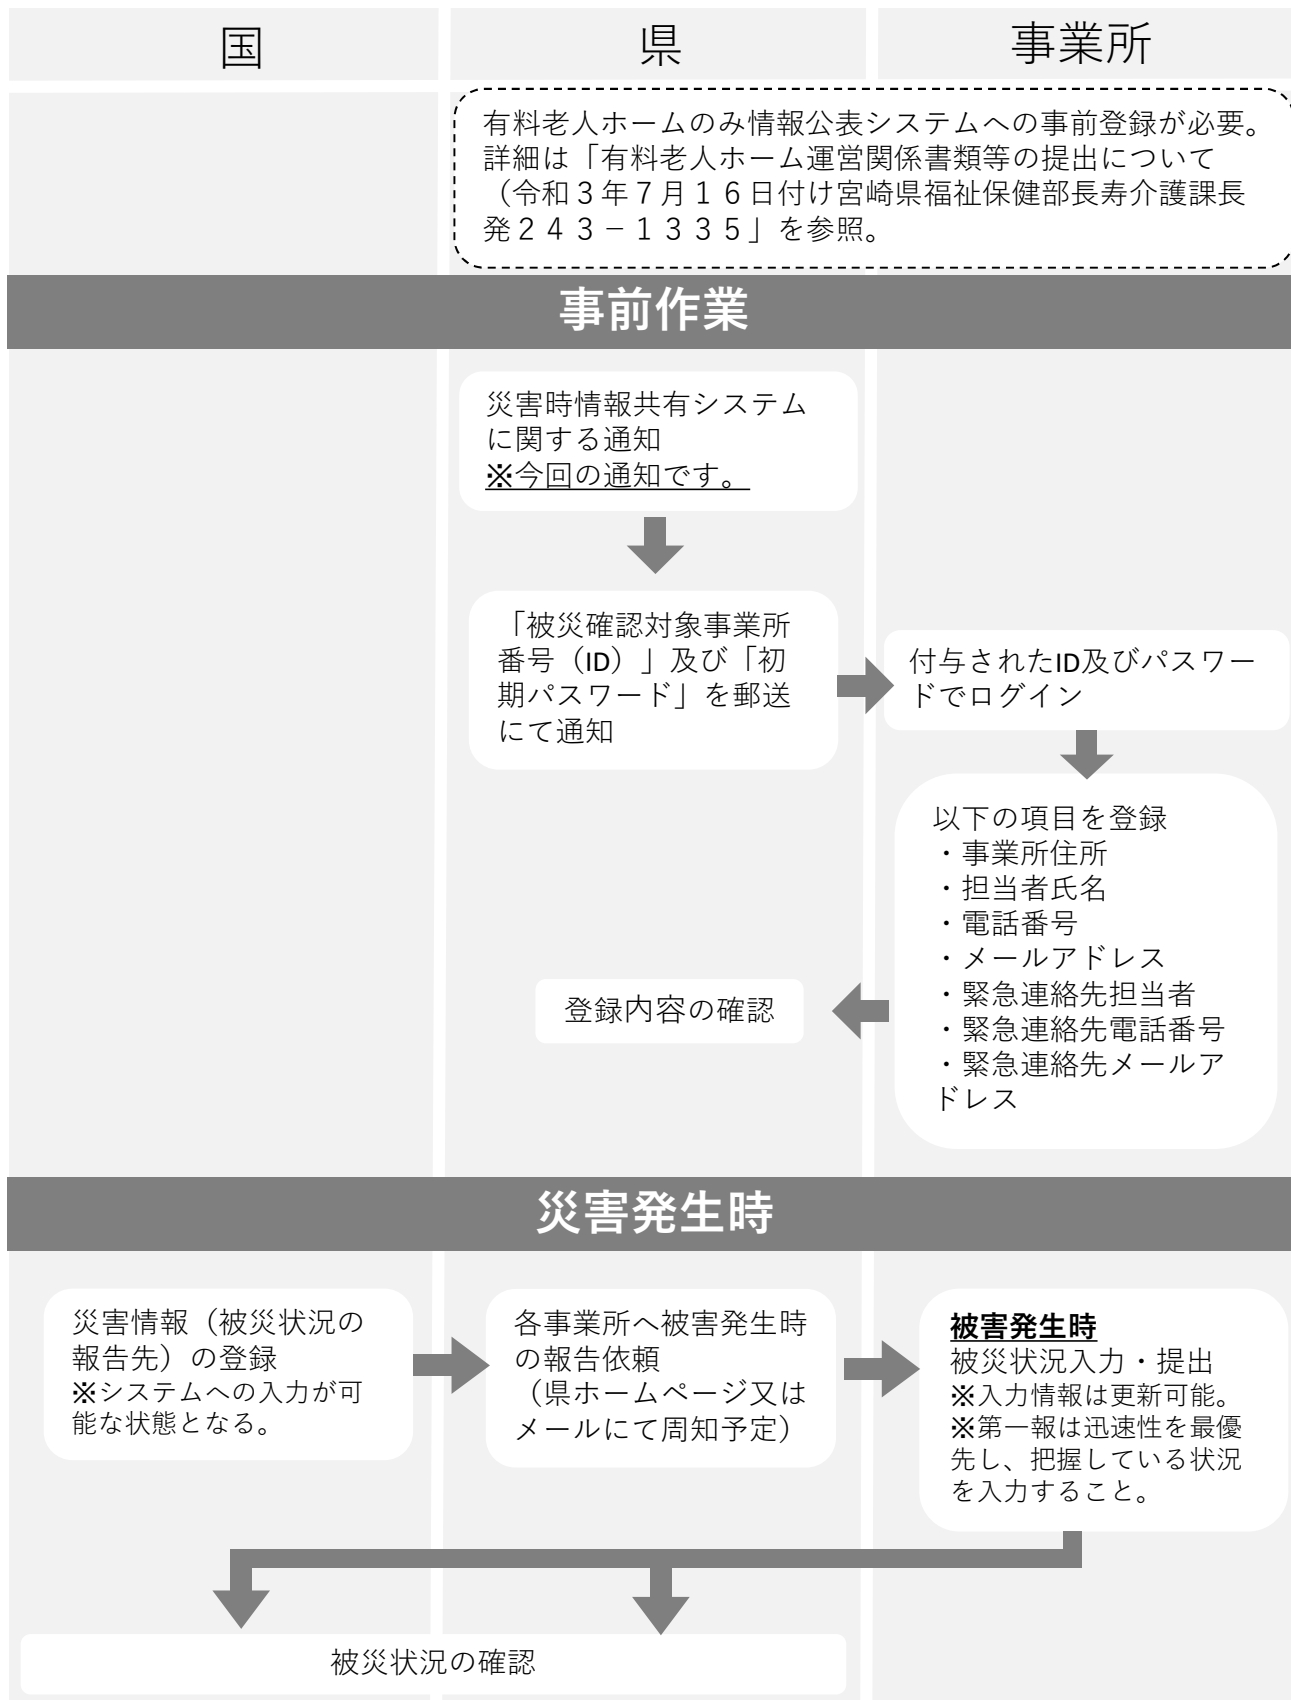 国
県
事業所
有料老人ホームのみ情報公表システムへの事前登録が必要。
詳細は「有料老人ホーム運営関係書類等の提出について
（令和３年７月１６日付け宮崎県福祉保健部長寿介護課長
発２４３－１３３５」を参照。
事前作業
災害時情報共有システム
に関する通知
※今回の通知です。
「被災確認対象事業所
番号（ID）」及び「初
期パスワード」を郵送
にて通知
付与されたID及びパスワー
ドでログイン
以下の項目を登録
・事業所住所
・担当者氏名
・電話番号
・メールアドレス
・緊急連絡先担当者
・緊急連絡先電話番号
・緊急連絡先メールア
ドレス
登録内容の確認
災害発生時
災害情報（被災状況の
報告先）の登録
※システムへの入力が可
能な状態となる。
各事業所へ被害発生時
の報告依頼
（県ホームページ又は
メールにて周知予定）
被害発生時
被災状況入力・提出
※入力情報は更新可能。
※第一報は迅速性を最優
先し、把握している状況
を入力すること。
被災状況の確認